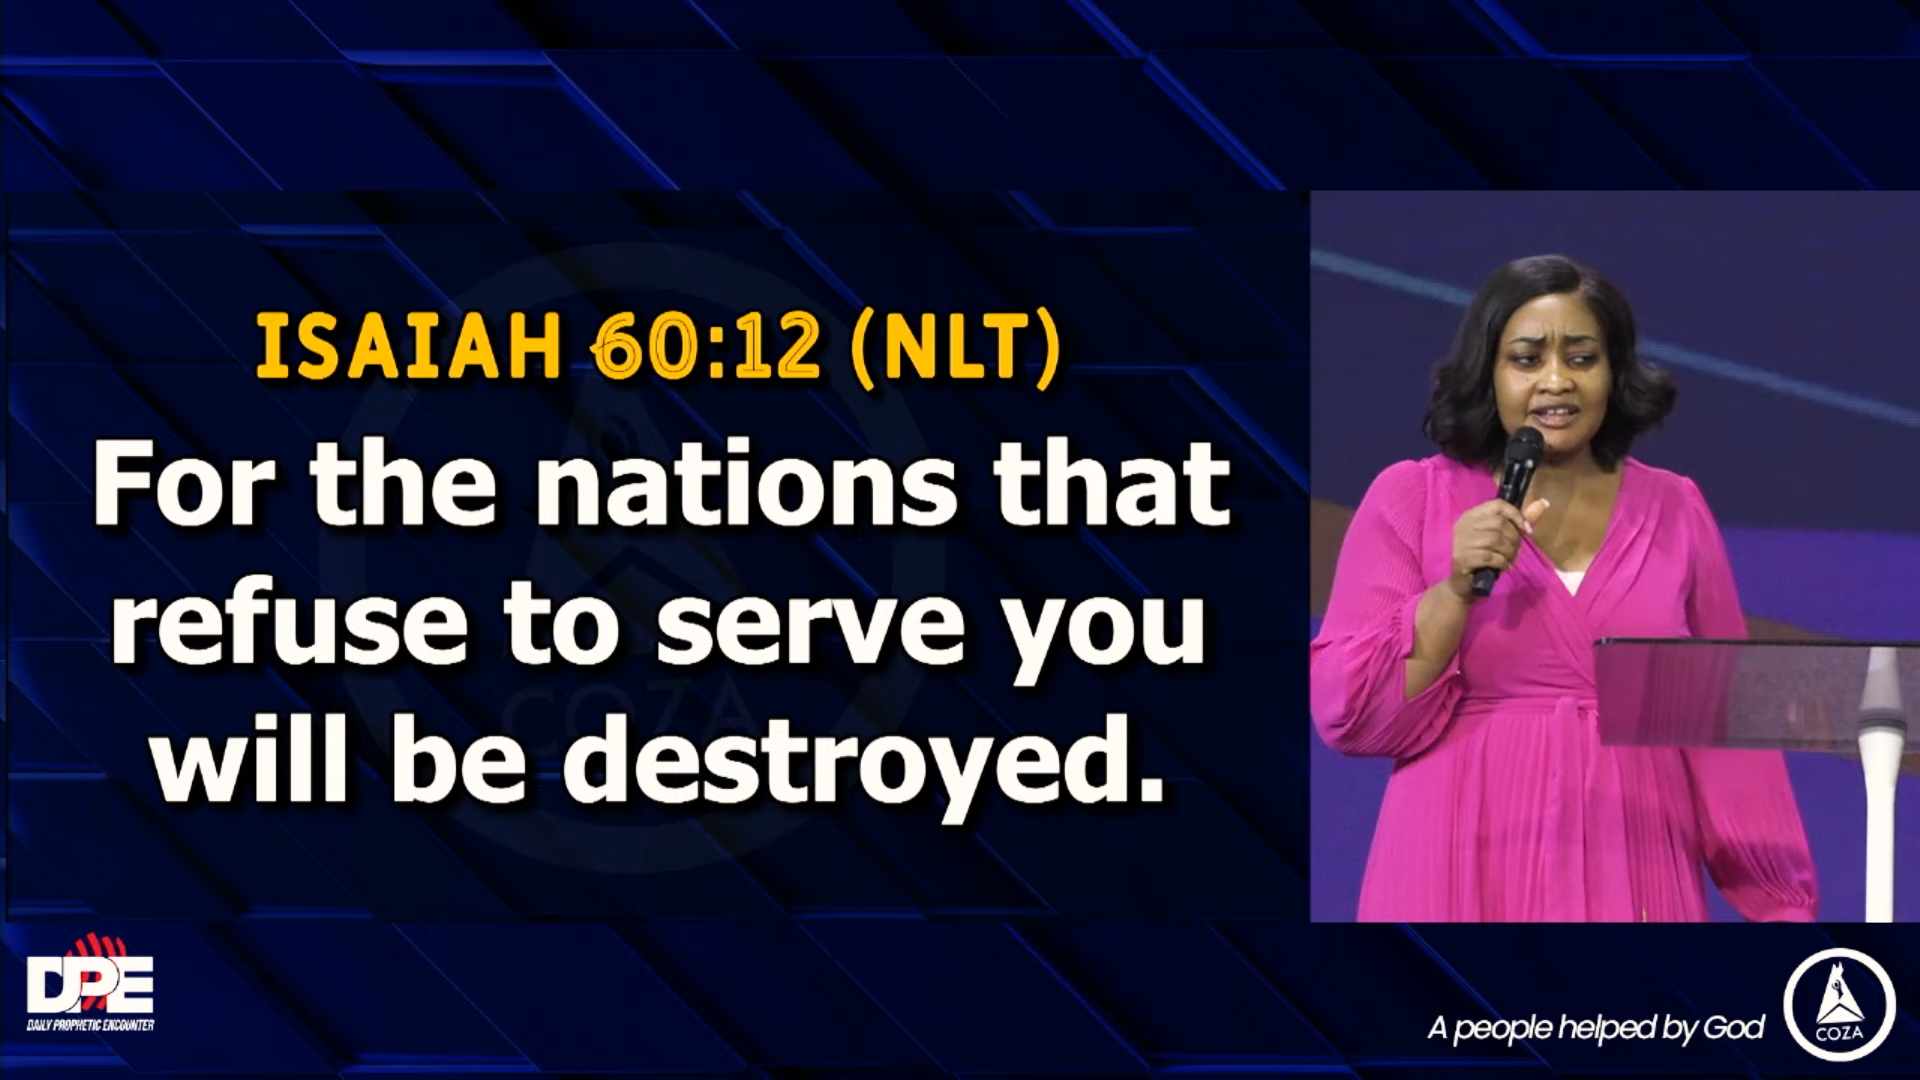 ISAIAH 60:12 (NLT)
For the nations that
refuse to serve you
will be destroyed.
COZA
DPE
DAILY PROPHETIC ENCOUNTER
A people helped by God
COZA